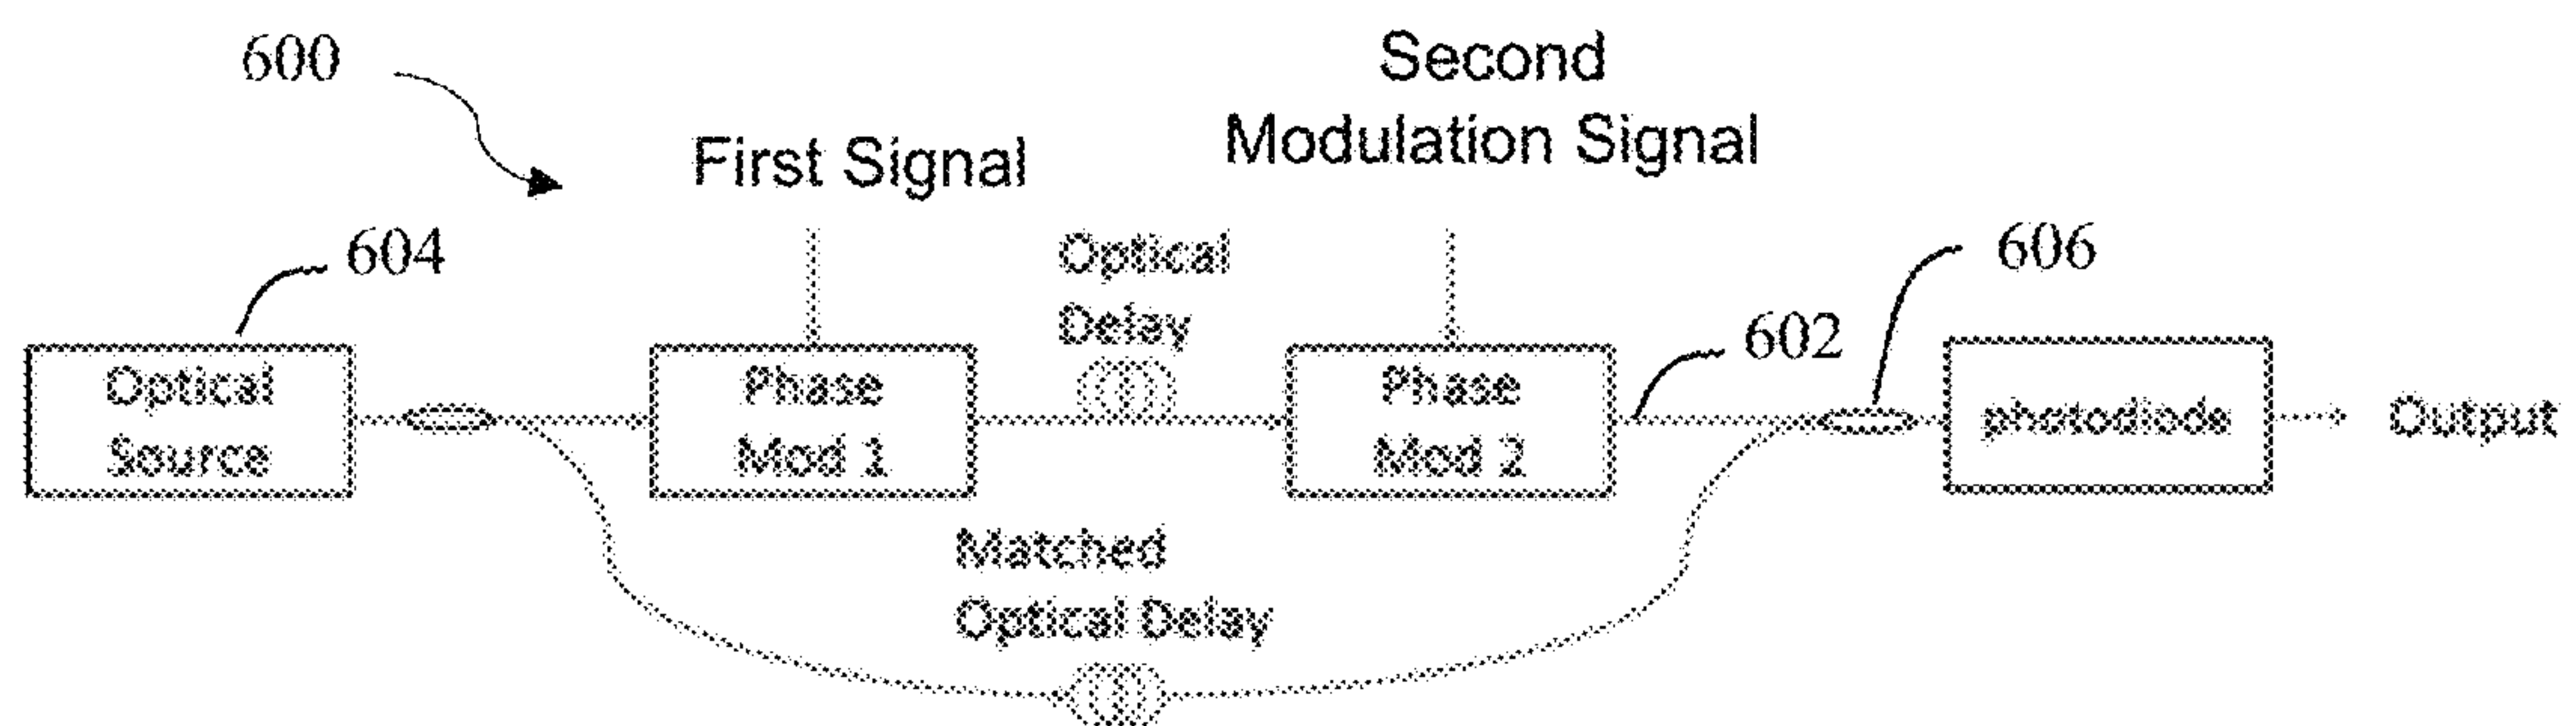 600
Second
Modulation Signal
First Signal
604
Optical
Delay
606
602
Optical
Source
Phase
Mod 1
Phase
Mod 2
photodiode
Output
Matched
Optical Delay